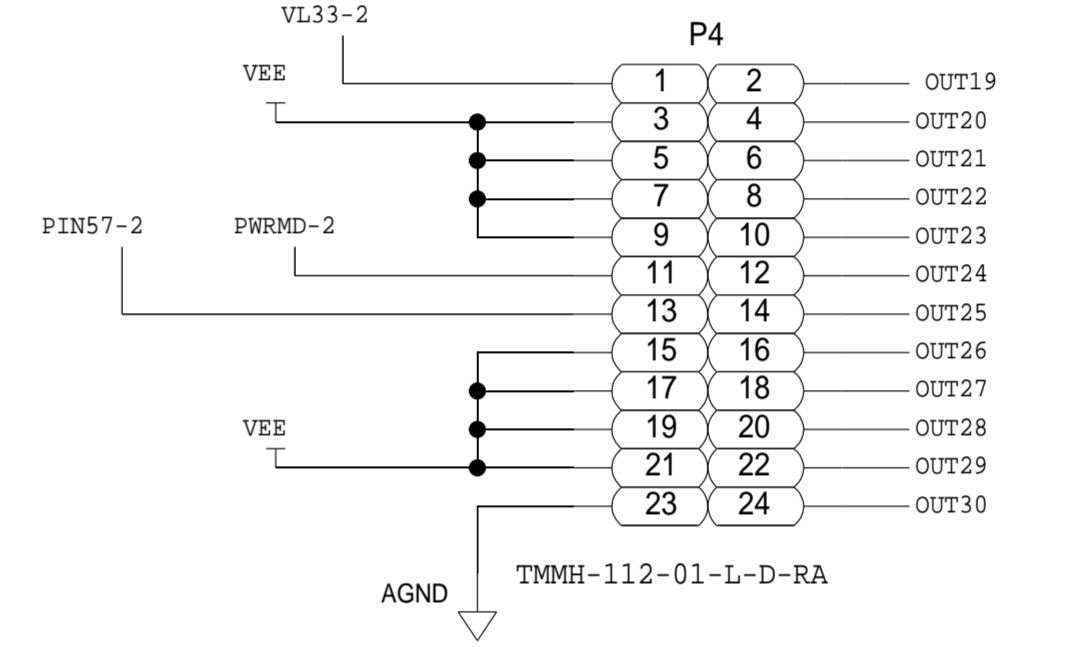 VL33-2
P4
VEE
1 2 OUT19
3 4 OUT20
5 6 OUT21
7 8 OUT22
PIN57-2 PWRMD-2
9 10 OUT23
11 12 OUT24
13 14 OUT25
15 16 OUT26
17 18 OUT27
VEE
19 20 OUT28
21 22 OUT29
23 24 OUT30
TMMH-112-01-L-D-RA
AGND